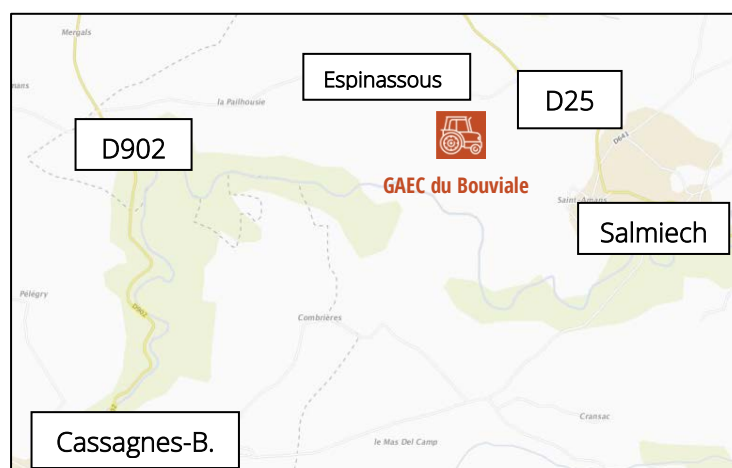 Mergals
Espinassous
la Pailhousie
D25
D902
D641
GAEC du Bouviale
Saint-Amans
Salmiech
Pélégry
D902
Combrières
Cransac
Cassagnes-B.
le Mas Del Camp